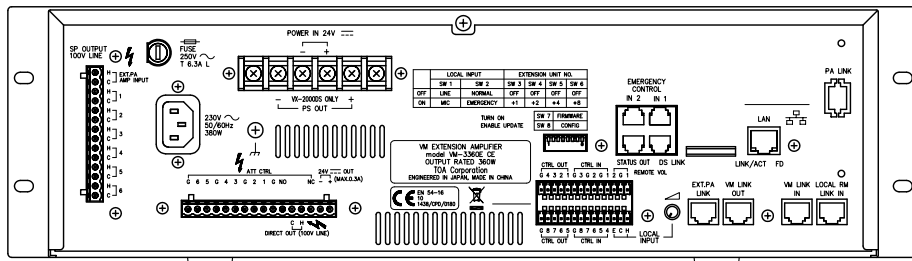 SP OUTPUT
100V LINE
H EXT.PA
C AMP INPUT
H 1
C
H 2
C
H 3
C
H 4
C
H 5
C
H 6
C
FUSE
250V
T 6.3A L
230V
50/60Hz
380W
POWER IN 24V
- +
- VX-2000DS ONLY +
PS OUT
LOCAL INPUT EXTENSION UNIT NO.
SW 1 SW 2 SW 3 SW 4 SW 5 SW 6
OFF LINE NORMAL OFF OFF OFF OFF
ON MIC EMERGENCY +1 +2 +4 +8
TURN ON SW 7 FIRMWARE
ENABLE UPDATE SW 8 CONFIG
EMERGENCY
CONTROL
IN 2 IN 1
STATUS OUT DS LINK
LAN
LINK/ACT FD
PA LINK
ATT CTRL
G 6 5 4 3 2 1 G NO NC
24V OUT
- + (MAX.0.3A)
C H
DIRECT OUT (100V LINE)
VM EXTENSION AMPLIFIER
model VM-3360E CE
OUTPUT RATED 360W
TOA Corporation
ENGINEERED IN JAPAN, MADE IN CHINA
CE EN 54-16
10
1438/CPD/0180
CTRL OUT CTRL IN
G 4 3 2 1 G 3 G 2 G 1 2 G 1
REMOTE VOL
G 8 7 6 5 G 8 7 6 5 4 E C H
CTRL OUT CTRL IN
LOCAL
INPUT
EXT.PA
LINK
VM LINK
OUT
VM LINK
IN
LOCAL RM
LINK IN